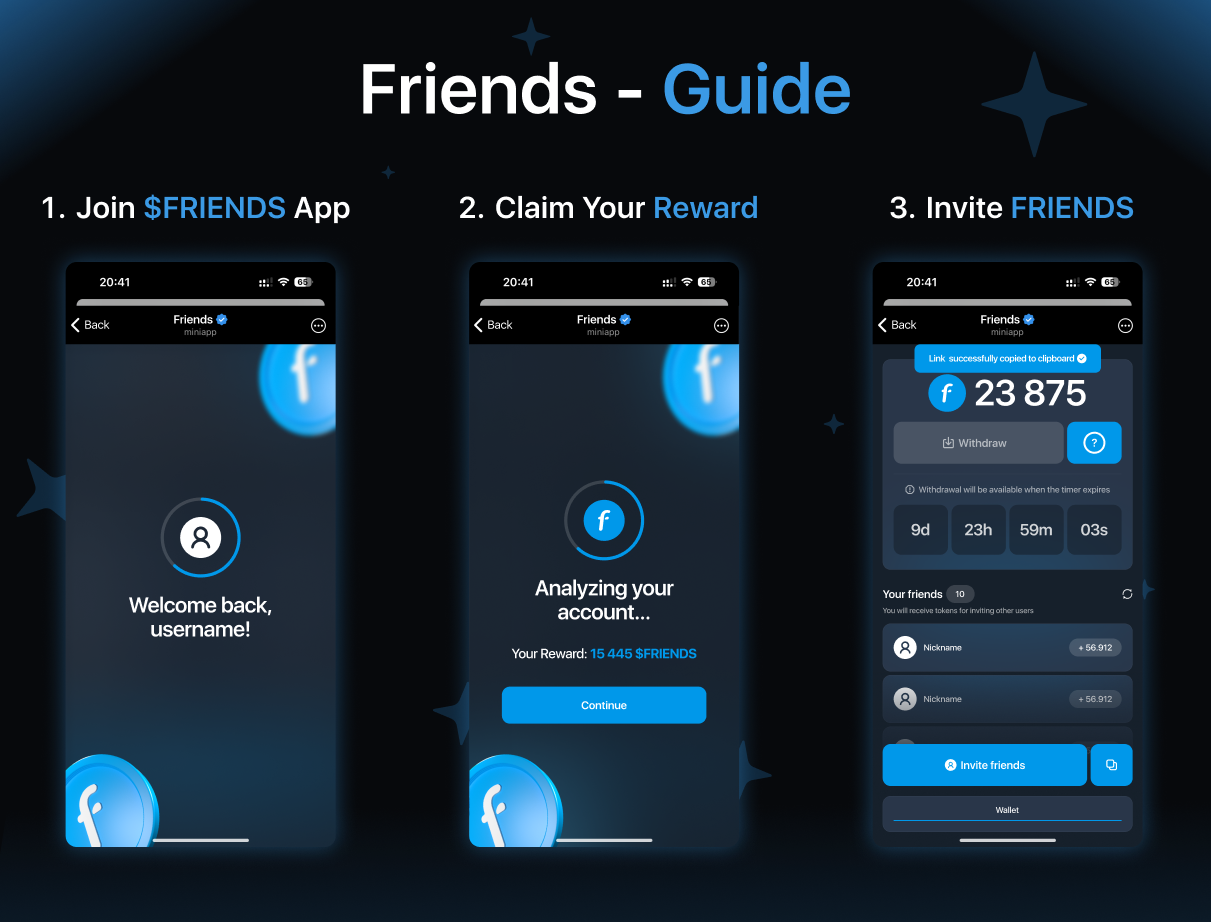 Friends - Guide
1. Join $FRIENDS App
20:41
65
Back
Friends
miniapp
f
Welcome back,
username!
f
2. Claim Your Reward
20:41
65
Back
Friends
miniapp
f
f
Analyzing your
account...
Your Reward: 15 445 $FRIENDS
Continue
f
3. Invite FRIENDS
20:41
65
Back
Friends
miniapp
Link successfully copied to clipboard
f 23 875
Withdraw
?
Withdrawal will be available when the timer expires
9d 23h 59m 03s
Your friends 10
You will receive tokens for inviting other users
Nickname + 56.912
Nickname + 56.912
Invite friends
Wallet